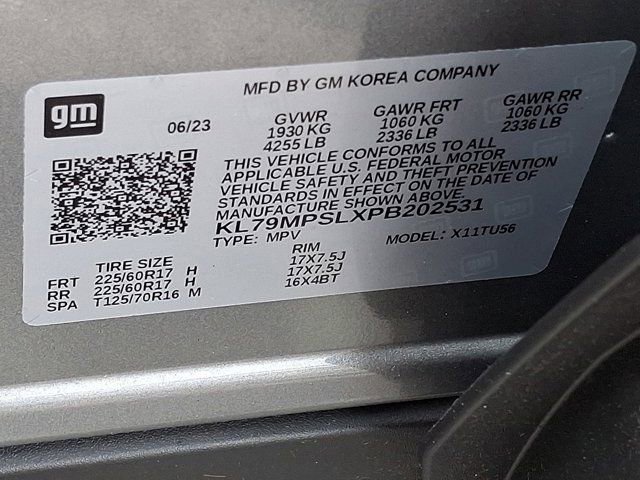 MFD BY GM KOREA COMPANY
gm
06/23
GVWR GAWR FRT GAWR RR
1930 KG 1060 KG 1060 KG
4255 LB 2336 LB 2336 LB
THIS VEHICLE CONFORMS TO ALL
APPLICABLE U.S. FEDERAL MOTOR
VEHICLE SAFETY AND THEFT PREVENTION
STANDARDS IN EFFECT ON THE DATE OF
MANUFACTURE SHOWN ABOVE
KL79MPSLXPB202531
TYPE: MPV MODEL: X11TU56
TIRE SIZE RIM
FRT 225/60R17 H 17X7.5J
RR 225/60R17 H 17X7.5J
SPA T125/70R16 M 16X4BT